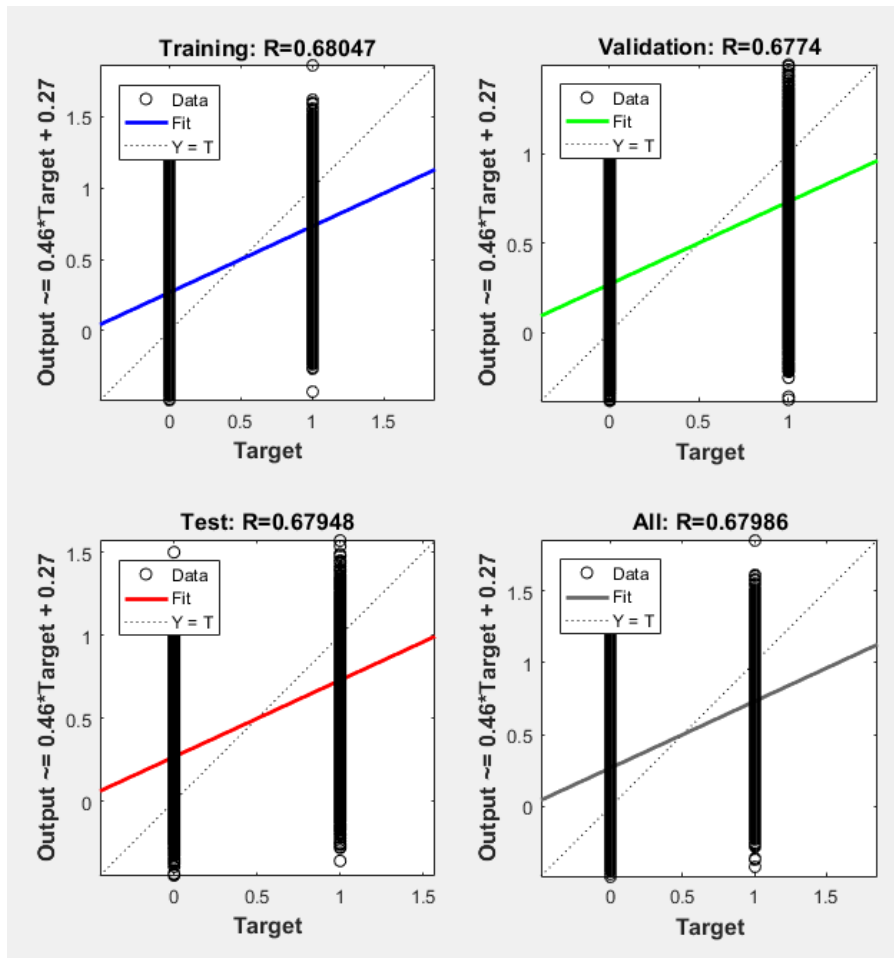 Training: R=0.68047
Output ~= 0.46*Target + 0.27
1.5
1
0.5
0
Data
Fit
Y = T
0
0.5
1
1.5
Target
Validation: R=0.6774
Output ~= 0.46*Target + 0.27
1
0.5
0
Data
Fit
Y = T
0
0.5
1
Target
Test: R=0.67948
Output ~= 0.46*Target + 0.27
1.5
1
0.5
0
Data
Fit
Y = T
0
0.5
1
1.5
Target
All: R=0.67986
Output ~= 0.46*Target + 0.27
1.5
1
0.5
0
Data
Fit
Y = T
0
0.5
1
1.5
Target